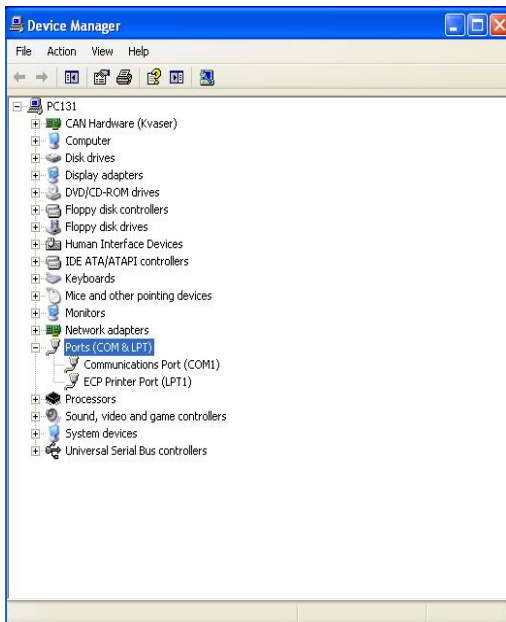 Device Manager
File Action View Help
PC131
CAN Hardware (Kvaser)
Computer
Disk drives
Display adapters
DVD/CD-ROM drives
Floppy disk controllers
Floppy disk drives
Human Interface Devices
IDE ATA/ATAPI controllers
Keyboards
Mice and other pointing devices
Monitors
Network adapters
Ports (COM & LPT)
Communications Port (COM1)
ECP Printer Port (LPT1)
Processors
Sound, video and game controllers
System devices
Universal Serial Bus controllers